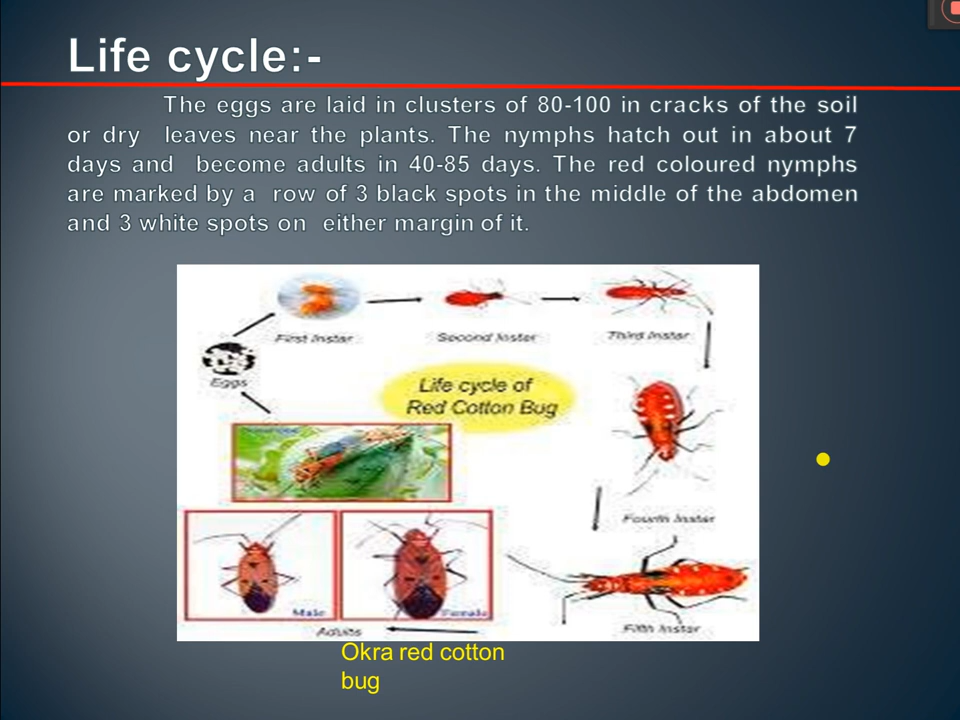 Life cycle:-
The eggs are laid in clusters of 80-100 in cracks of the soil
or dry leaves near the plants. The nymphs hatch out in about 7
days and become adults in 40-85 days. The red coloured nymphs
are marked by a row of 3 black spots in the middle of the abdomen
and 3 white spots on either margin of it.
First Instar
Second Instar
Third Instar
Eggs
Life cycle of
Red Cotton Bug
Fourth Instar
Male
Female
Adults
Fifth Instar
Okra red cotton
bug